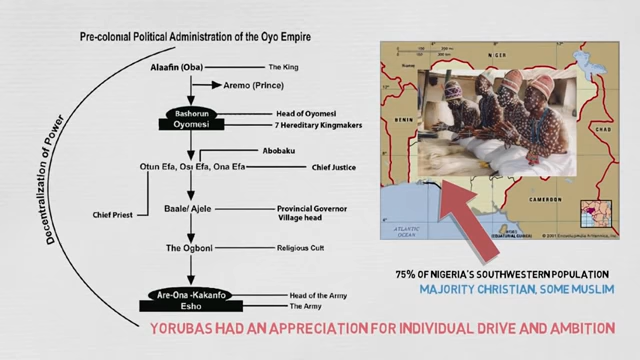 Pre-colonial Political Administration of the Oyo Empire
Alaafin (Oba)
The King
Aremo (Prince)
Bashorun
Oyomesi
Head of Oyomesi
7 Hereditary Kingmakers
Abobaku
Otun Efa, Osi Efa, Ona Efa
Chief Justice
Chief Priest
Baale/ Ajele
Provincial Governor
Village head
The Ogboni
Religious Cult
Are-Ona -Kakanfo
Esho
Head of the Army
The Army
Decentralization of Power
NIGER
BENIN
CHAD
CAMEROON
ATLANTIC
OCEAN
75% OF NIGERIA'S SOUTHWESTERN POPULATION
MAJORITY CHRISTIAN, SOME MUSLIM
YORUBAS HAD AN APPRECIATION FOR INDIVIDUAL DRIVE AND AMBITION